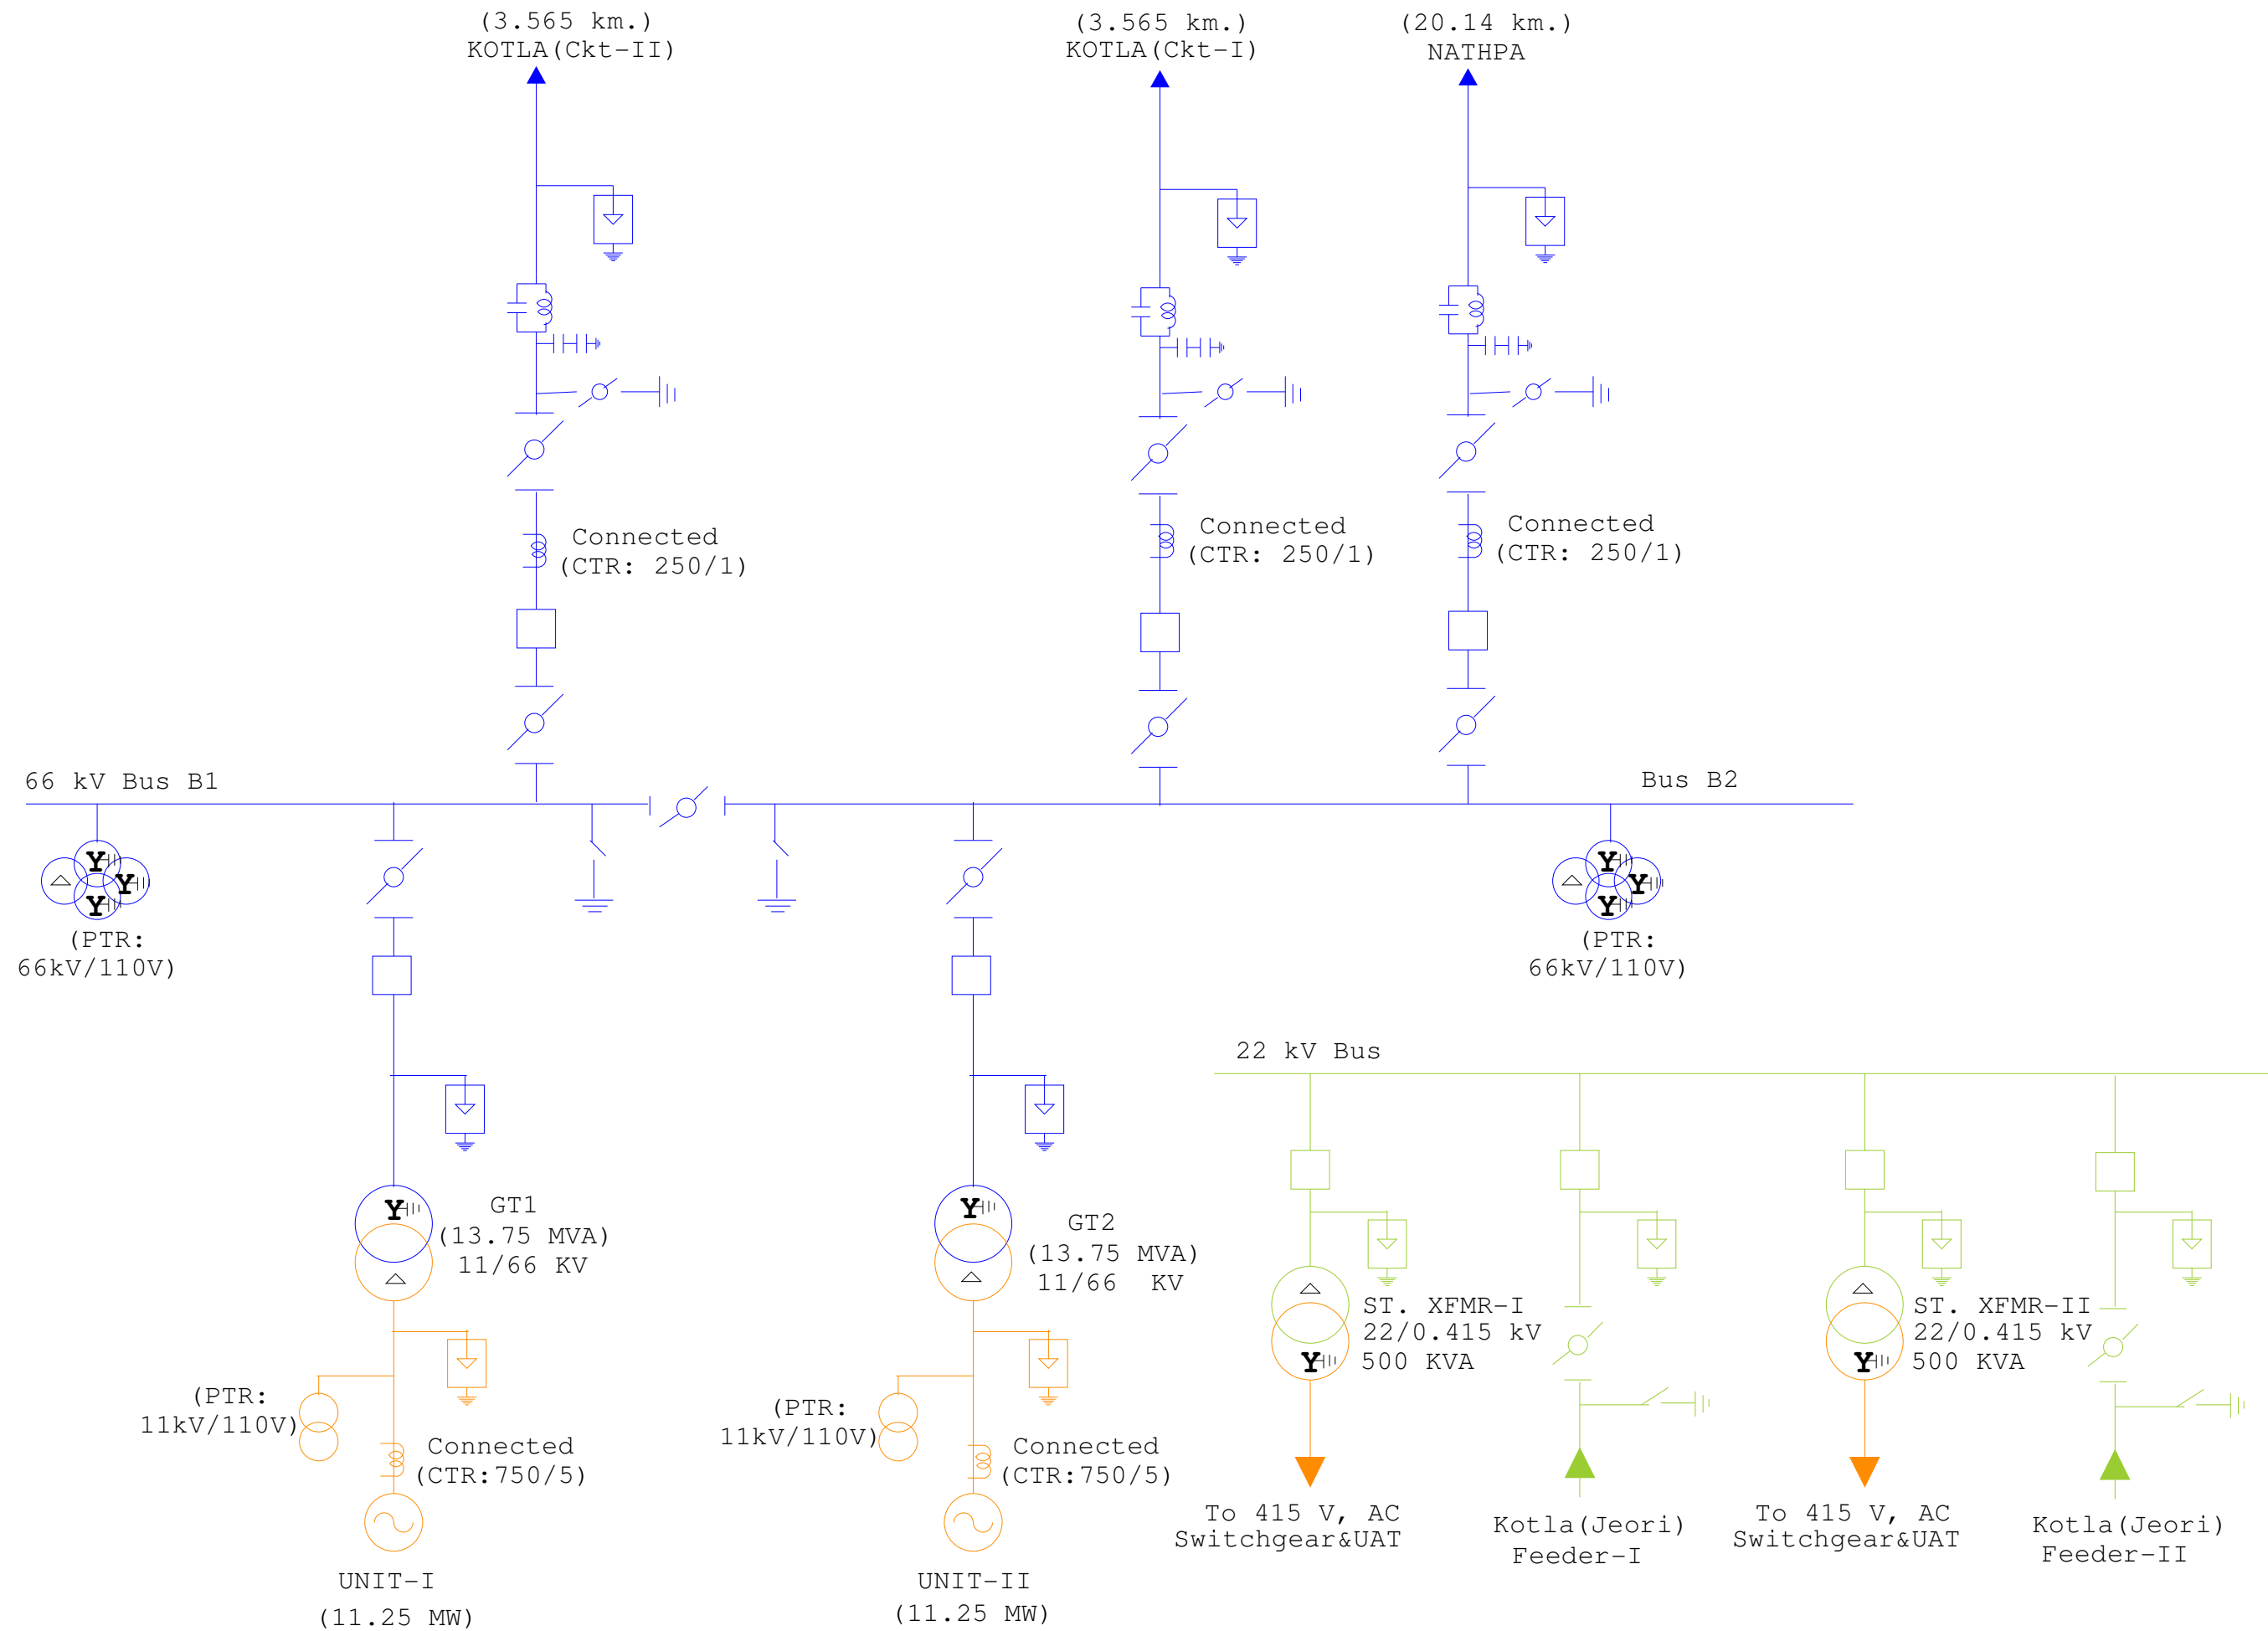 (3.565 km.)
KOTLA(Ckt-II)
(3.565 km.)
KOTLA(Ckt-I)
(20.14 km.)
NATHPA
Connected
(CTR: 250/1)
Connected
(CTR: 250/1)
Connected
(CTR: 250/1)
66 kV Bus B1
Bus B2
Y
Y
Y
(PTR:
66kV/110V)
Y
Y
Y
(PTR:
66kV/110V)
22 kV Bus
Y
GT1
(13.75 MVA)
11/66 KV
Y
GT2
(13.75 MVA)
11/66 KV
ST. XFMR-I
22/0.415 kV
500 KVA
Y
ST. XFMR-II
22/0.415 kV
500 KVA
Y
(PTR:
11kV/110V)
Connected
(CTR:750/5)
(PTR:
11kV/110V)
Connected
(CTR:750/5)
To 415 V, AC
Switchgear&UAT
Kotla(Jeori)
Feeder-I
To 415 V, AC
Switchgear&UAT
Kotla(Jeori)
Feeder-II
UNIT-I
(11.25 MW)
UNIT-II
(11.25 MW)